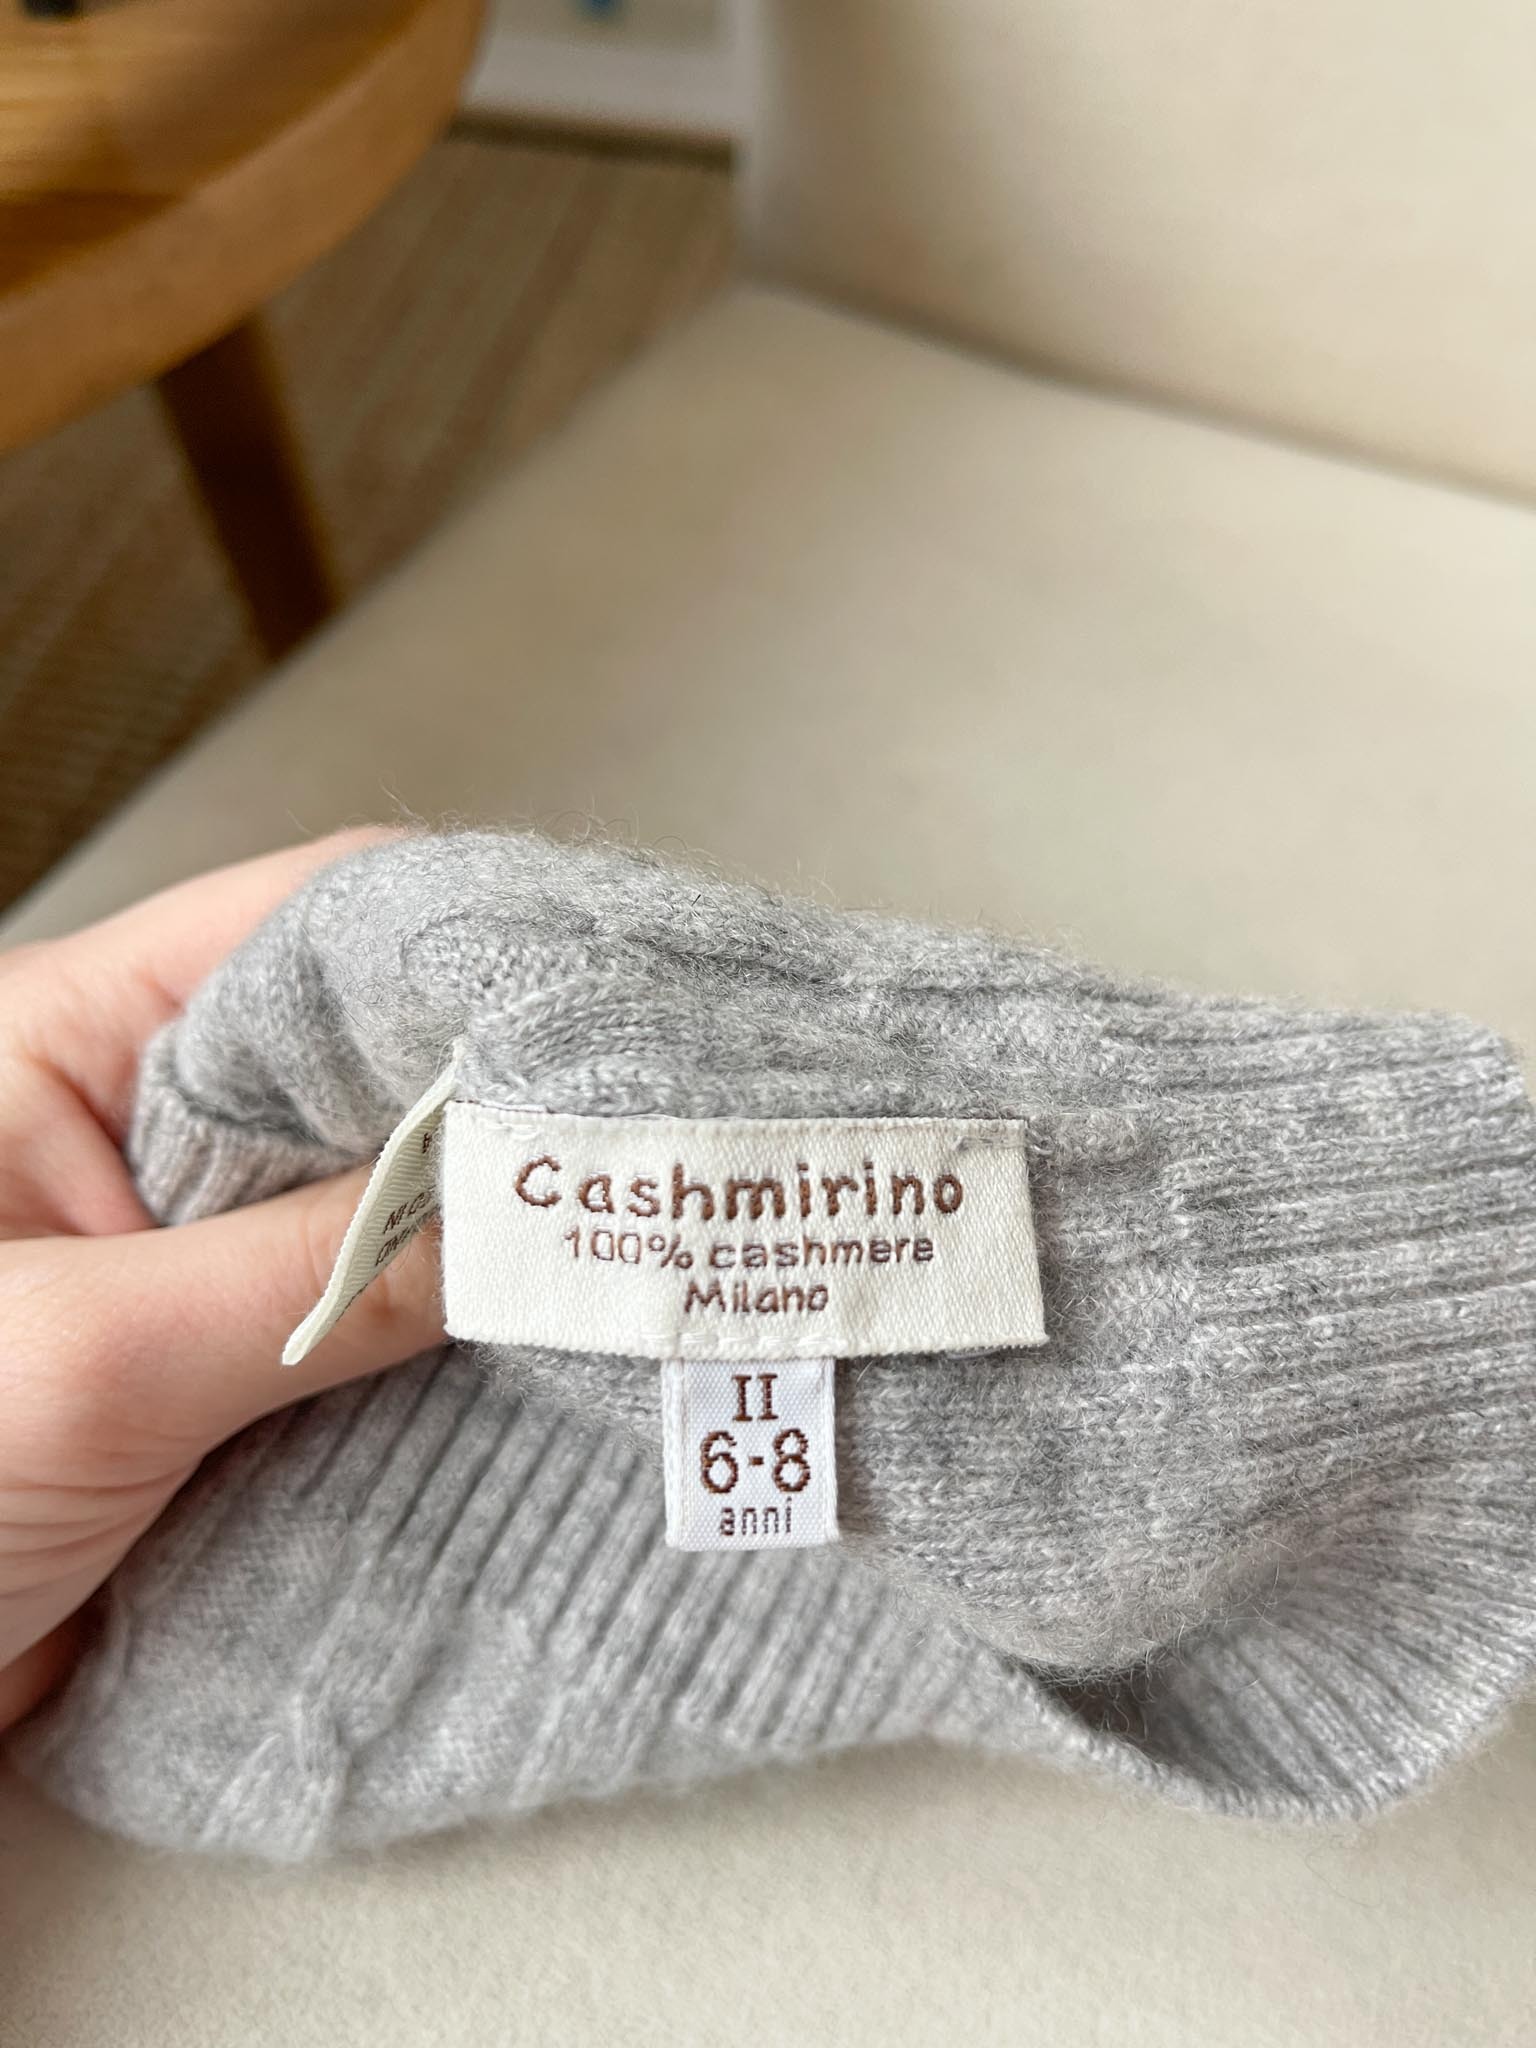 Cashmirino
100% cashmere
Milano
II
6-8
anni